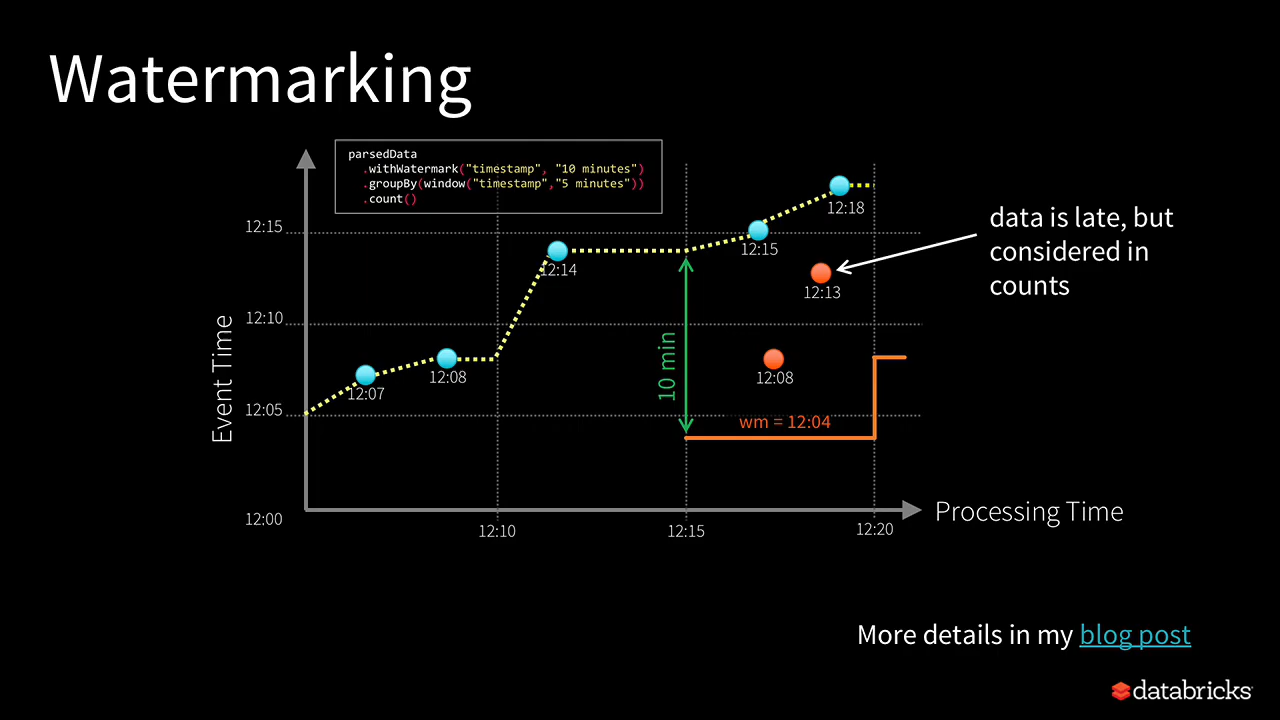 Watermarking
parsedData
.withWatermark("timestamp", "10 minutes")
.groupBy(window("timestamp","5 minutes"))
.count()
12:18
12:15
12:15
data is late, but
considered in
counts
12:14
12:13
12:10
Event Time
10 min
12:07
12:08
12:08
12:05
wm = 12:04
12:00
12:10
12:15
12:20
Processing Time
More details in my blog post
databricks